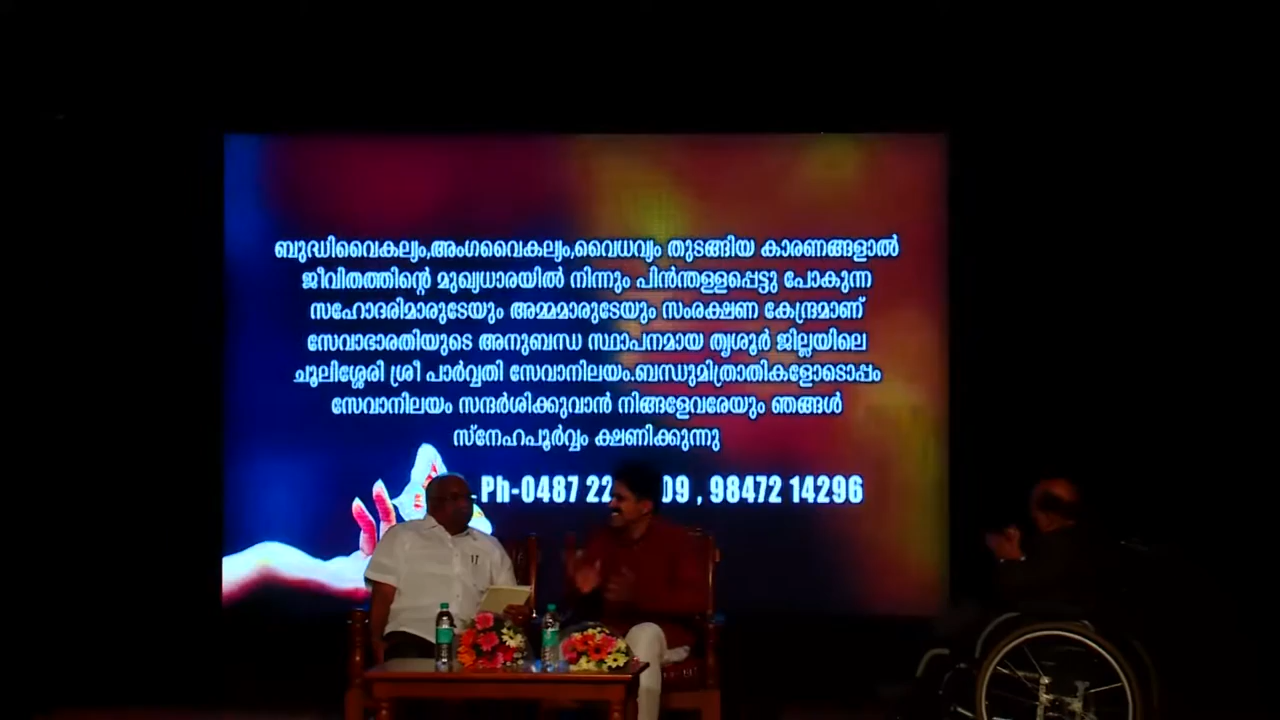 ബുദ്ധിവൈകല്യം,അംഗവൈകല്യം,വൈധവ്യം തുടങ്ങിയ കാരണങ്ങളാൽ
ജീവിതത്തിന്റെ മുഖ്യധാരയിൽ നിന്നും പിൻതള്ളപ്പെട്ടു പോകുന്ന
സഹോദരിമാരുടേയും അമ്മമാരുടേയും സംരക്ഷണ കേന്ദ്രമാണ്
സേവാഭാരതിയുടെ അനുബന്ധ സ്ഥാപനമായ തൃശൂർ ജില്ലയിലെ
ചൂലിശ്ശേരി ശ്രീ പാർവ്വതി സേവാനിലയം.ബന്ധുമിത്രാതികളോടൊപ്പം
സേവാനിലയം സന്ദർശിക്കുവാൻ നിങ്ങളേവരേയും ഞങ്ങൾ
സ്നേഹപൂർവ്വം ക്ഷണിക്കുന്നു
Ph-0487 22 09 , 98472 14296